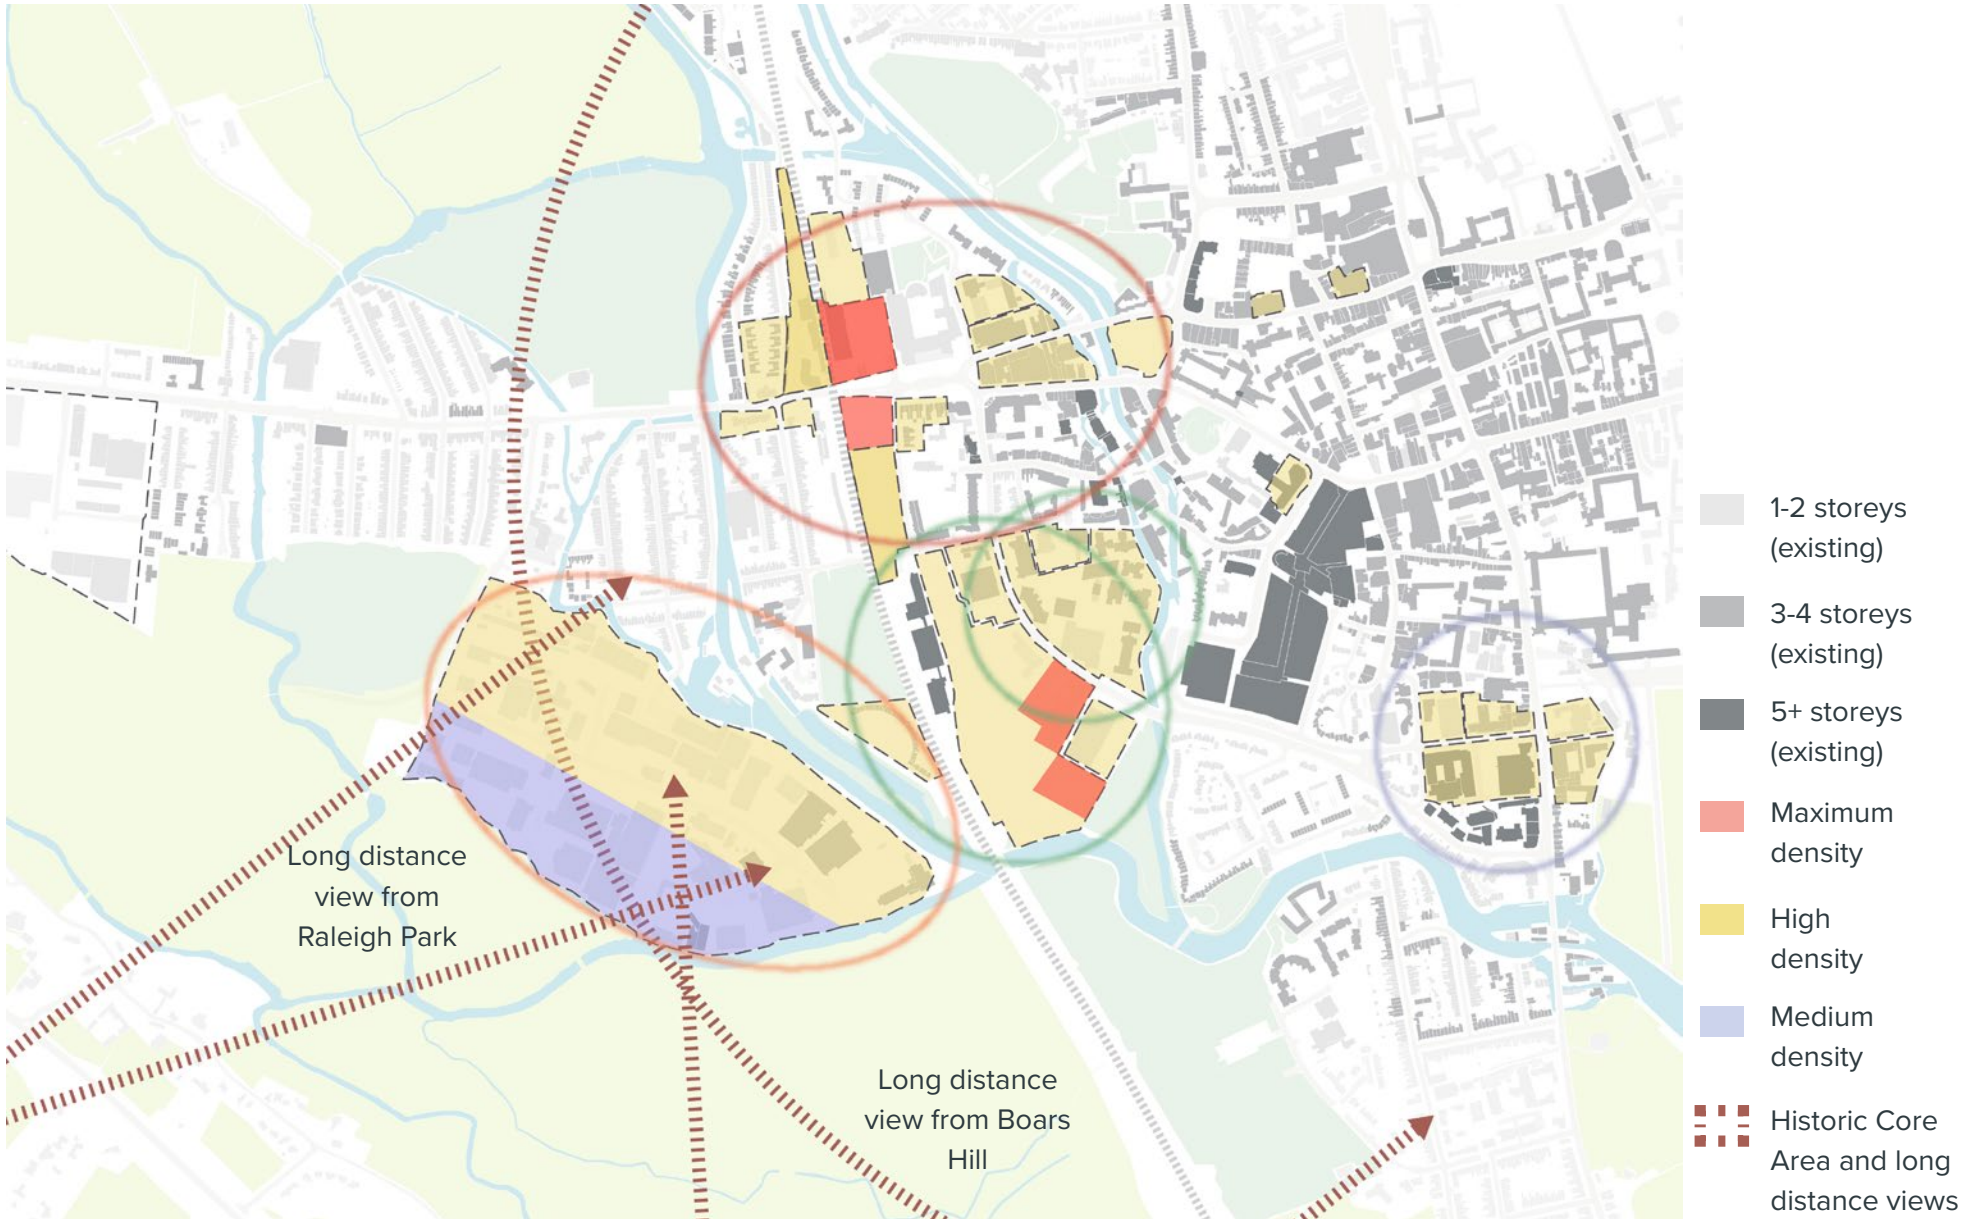 Long distance
view from
Raleigh Park
Long distance
view from Boars
Hill
1-2 storeys
(existing)
3-4 storeys
(existing)
5+ storeys
(existing)
Maximum
density
High
density
Medium
density
Historic Core
Area and long
distance views